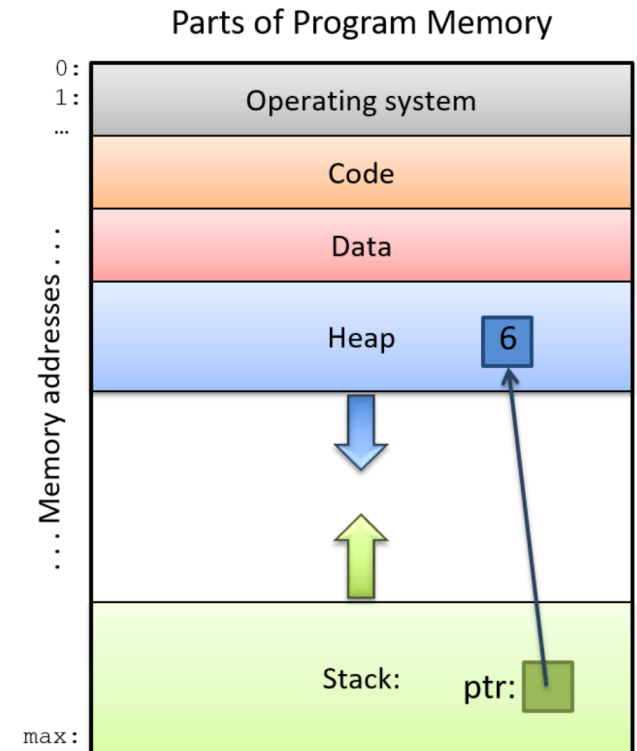 Parts of Program Memory
0:
1:
…
Operating system
Code
Data
Heap
6
. . . Memory addresses . . .
Stack:
ptr:
max: